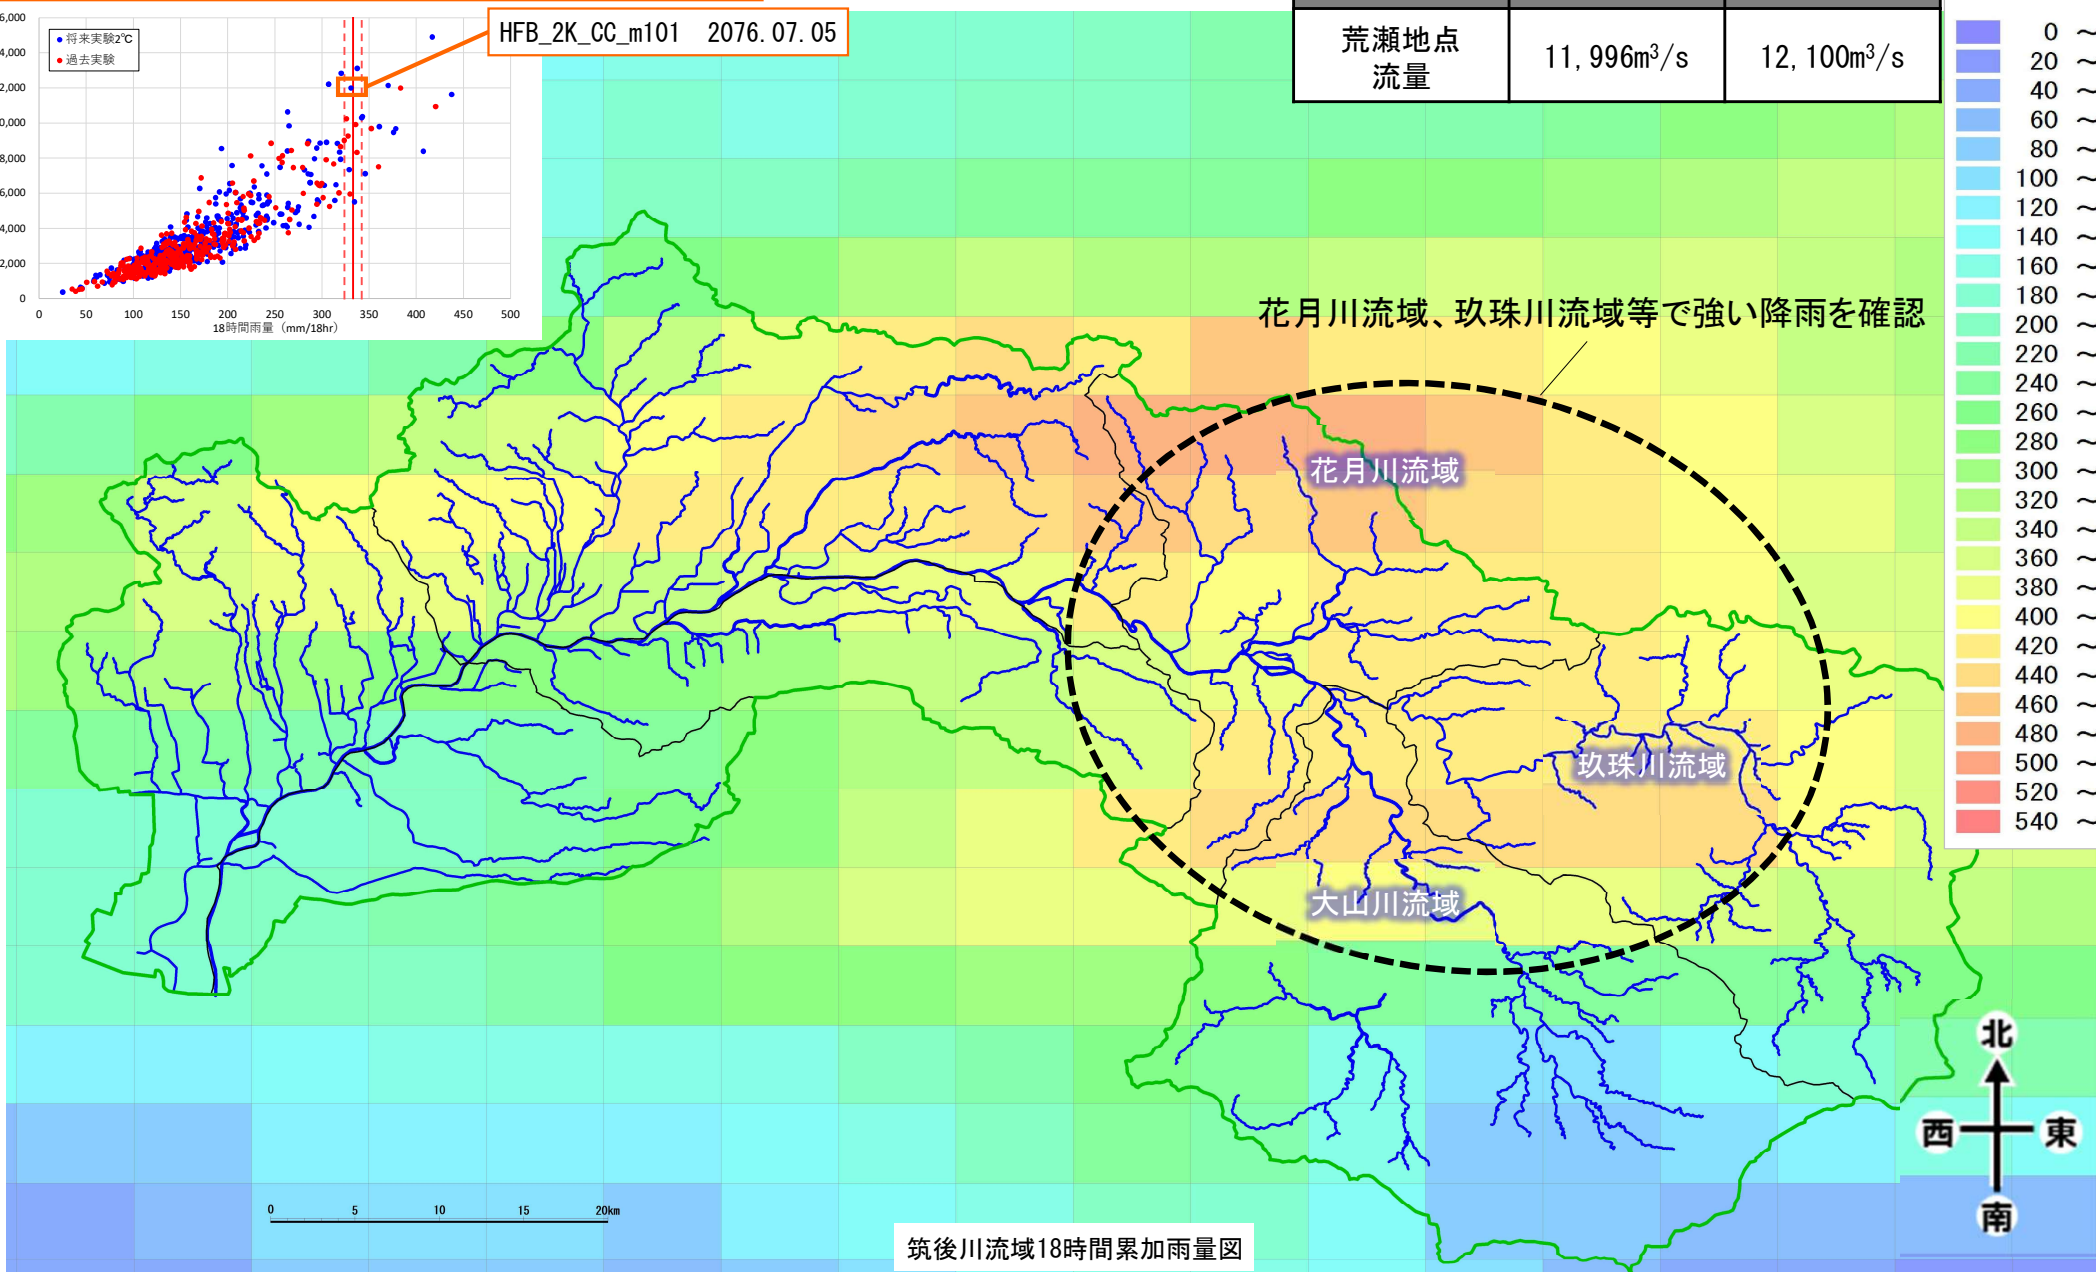 HFB_2K_CC_m101 2076.07.05
将来実験2℃
過去実験
6,000
4,000
2,000
0,000
8,000
6,000
4,000
2,000
0
0 50 100 150 200 250 300 350 400 450 500
18時間雨量（mm/18hr）
荒瀬地点
流量
11,996m³/s
12,100m³/s
0 ～
20 ～
40 ～
60 ～
80 ～
100 ～
120 ～
140 ～
160 ～
180 ～
200 ～
220 ～
240 ～
260 ～
280 ～
300 ～
320 ～
340 ～
360 ～
380 ～
400 ～
420 ～
440 ～
460 ～
480 ～
500 ～
520 ～
540 ～
花月川流域、玖珠川流域等で強い降雨を確認
花月川流域
玖珠川流域
大山川流域
北
西 東
南
0 5 10 15 20km
筑後川流域18時間累加雨量図